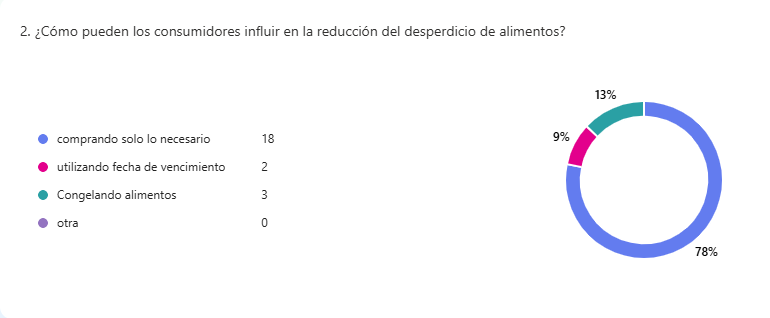 2. ¿Cómo pueden los consumidores influir en la reducción del desperdicio de alimentos?
13%
9%
comprando solo lo necesario 18
utilizando fecha de vencimiento 2
Congelando alimentos 3
otra 0
78%